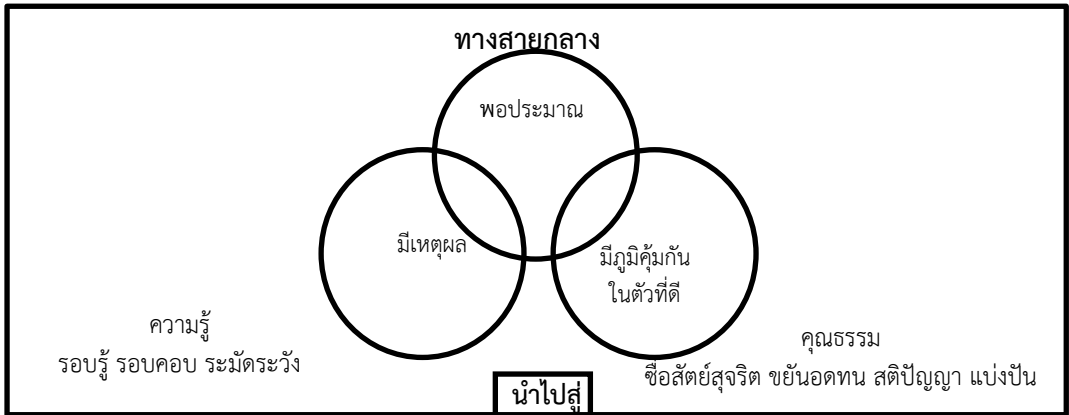 ทางสายกลาง
พอประมาณ
มีเหตุผล
มีภูมิคุ้มกัน
ในตัวที่ดี
ความรู้
รอบรู้ รอบคอบ ระมัดระวัง
คุณธรรม
ซื่อสัตย์สุจริต ขยันอดทน สติปัญญา แบ่งปัน
นำไปสู่